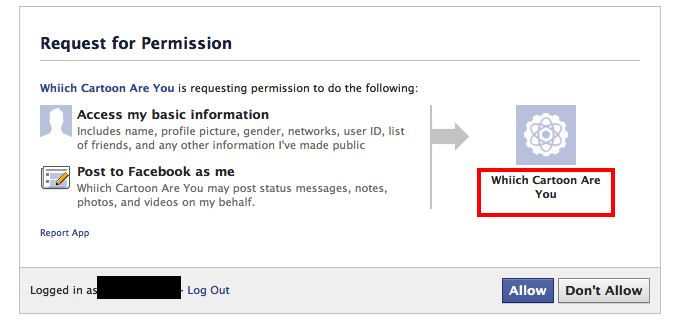 Request for Permission
Whiich Cartoon Are You is requesting permission to do the following:
Access my basic information
Includes name, profile picture, gender, networks, user ID, list
of friends, and any other information I've made public
Post to Facebook as me
Whiich Cartoon Are You may post status messages, notes,
photos, and videos on my behalf.
Whiich Cartoon Are
You
Report App
Logged in as - Log Out
Allow
Don't Allow